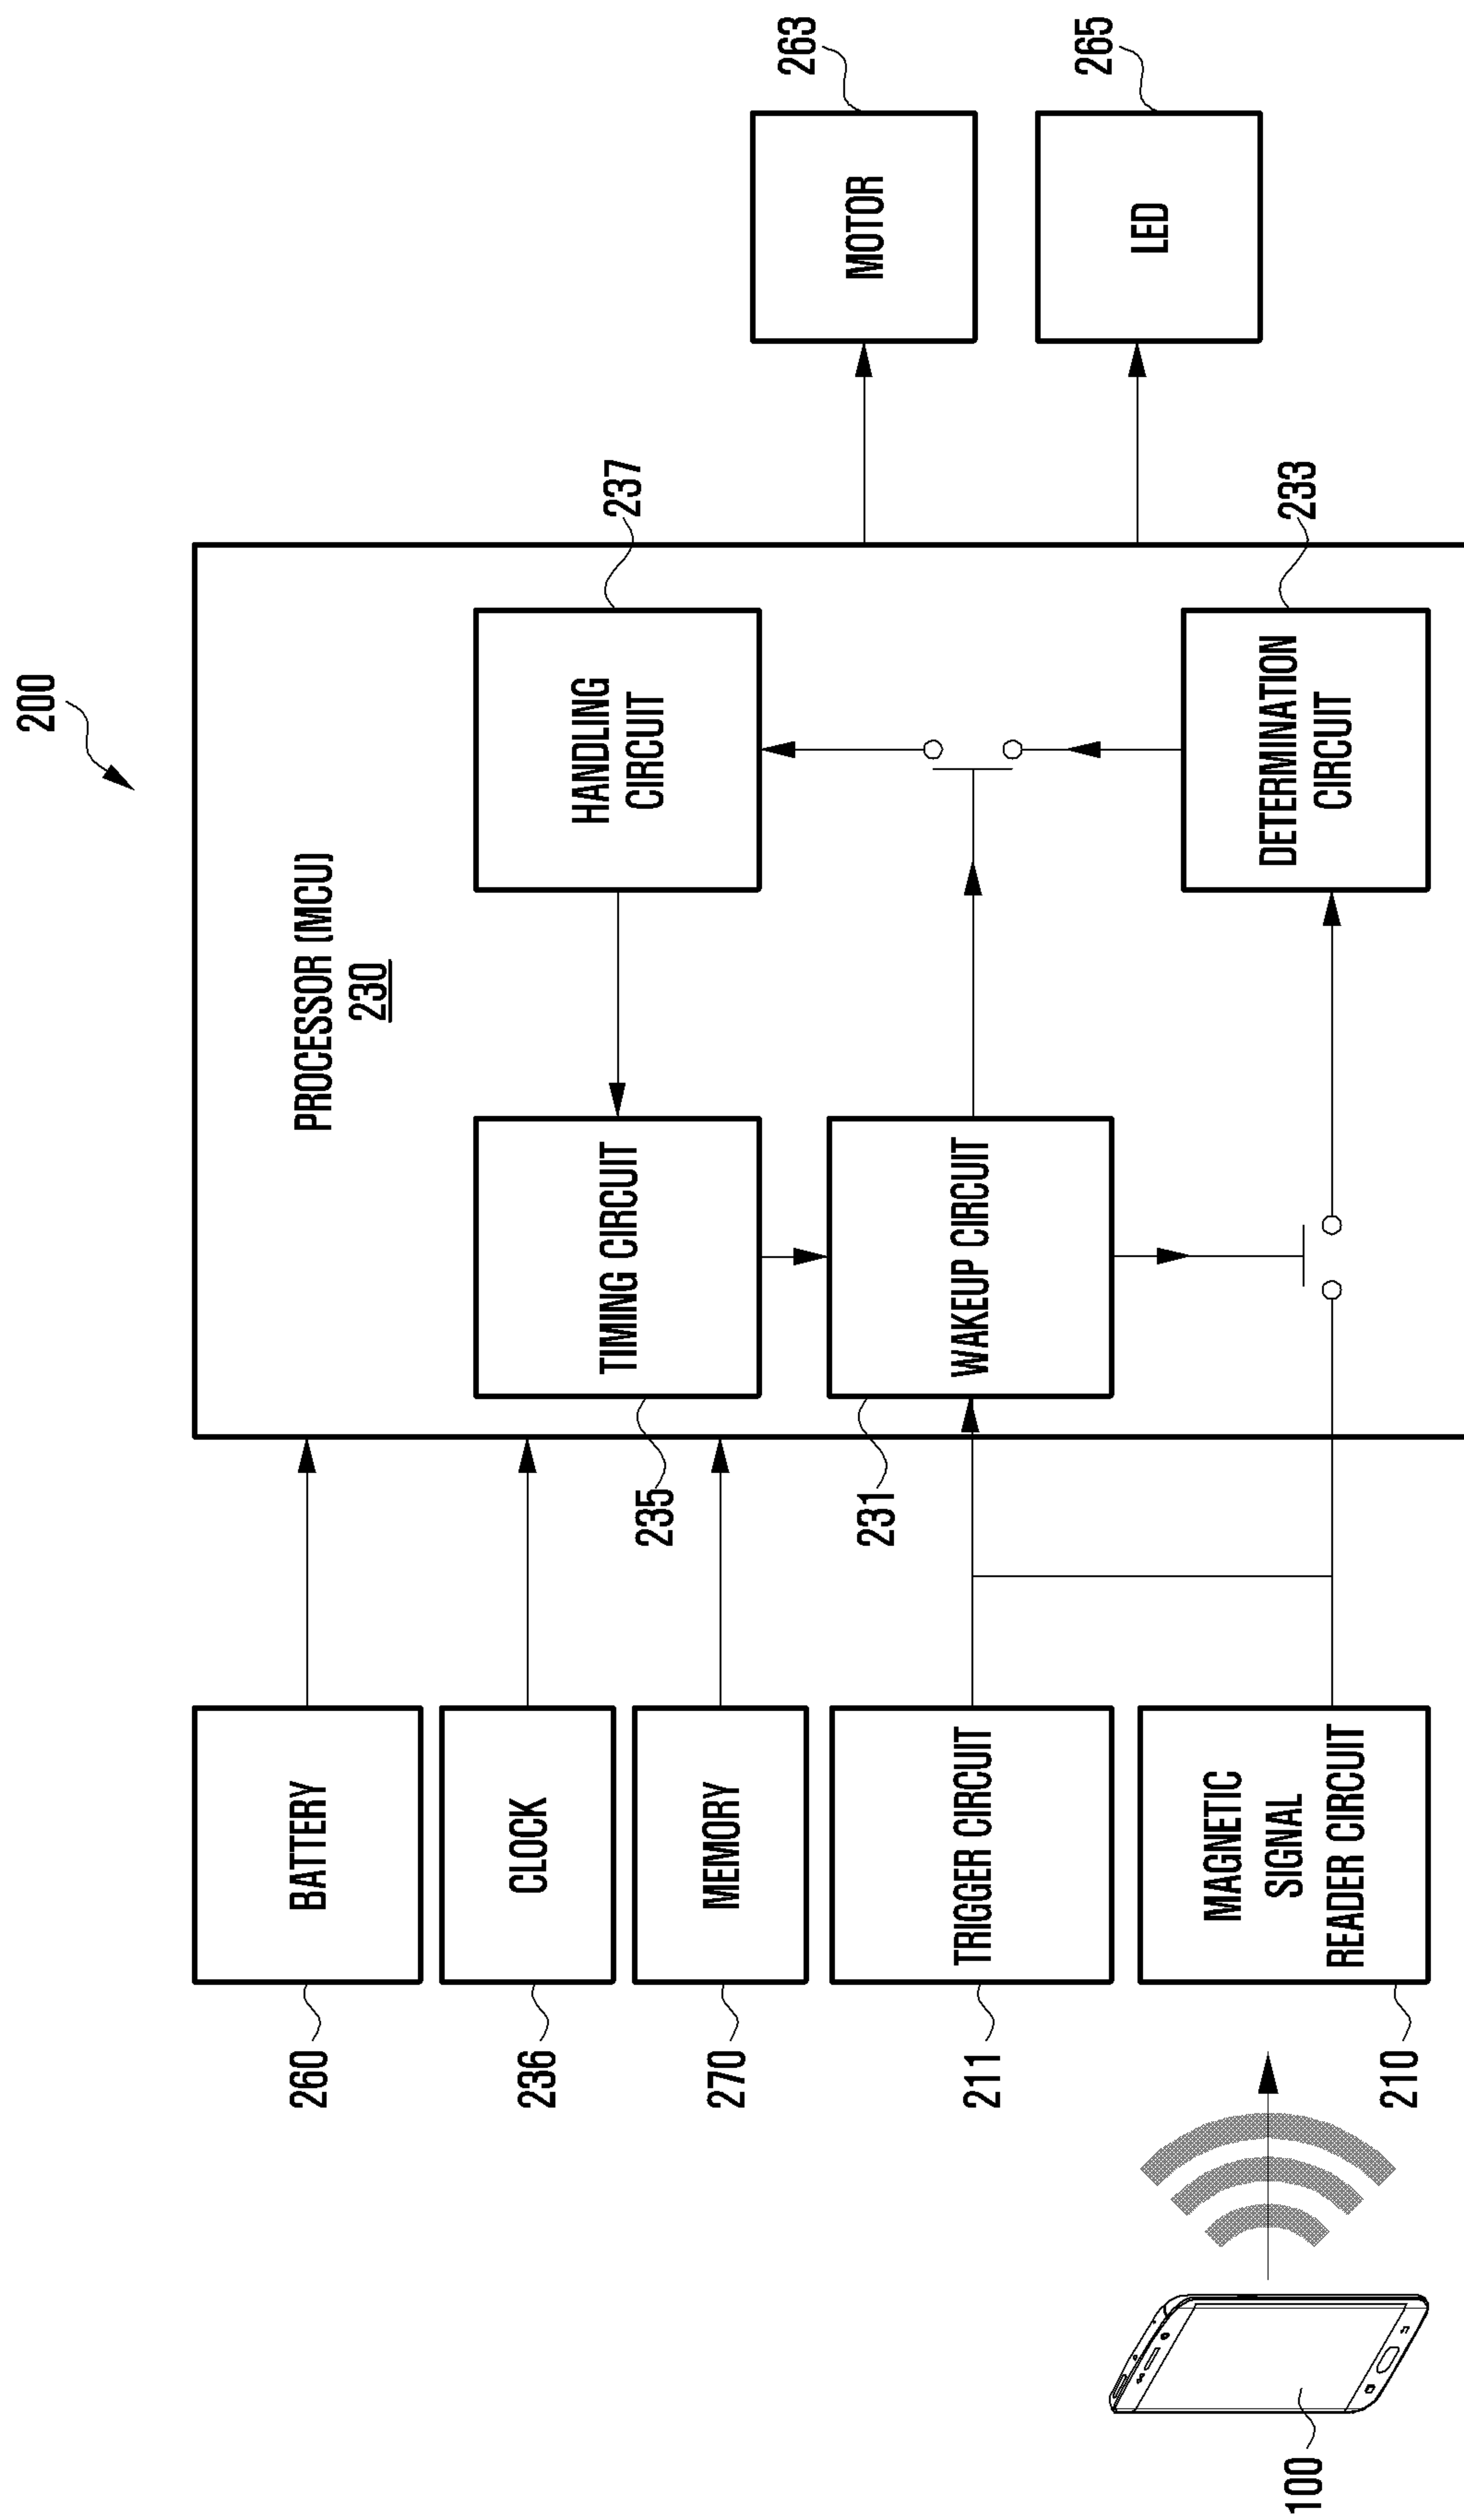 200
PROCESSOR (MCU)
230
260
BATTERY
236
CLOCK
270
MEMORY
235
TIMING CIRCUIT
HANDLING
CIRCUIT
237
263
MOTOR
211
TRIGGER CIRCUIT
231
WAKEUP CIRCUIT
265
LED
100
210
MAGNETIC
SIGNAL
READER CIRCUIT
DETERMINATION
CIRCUIT
233